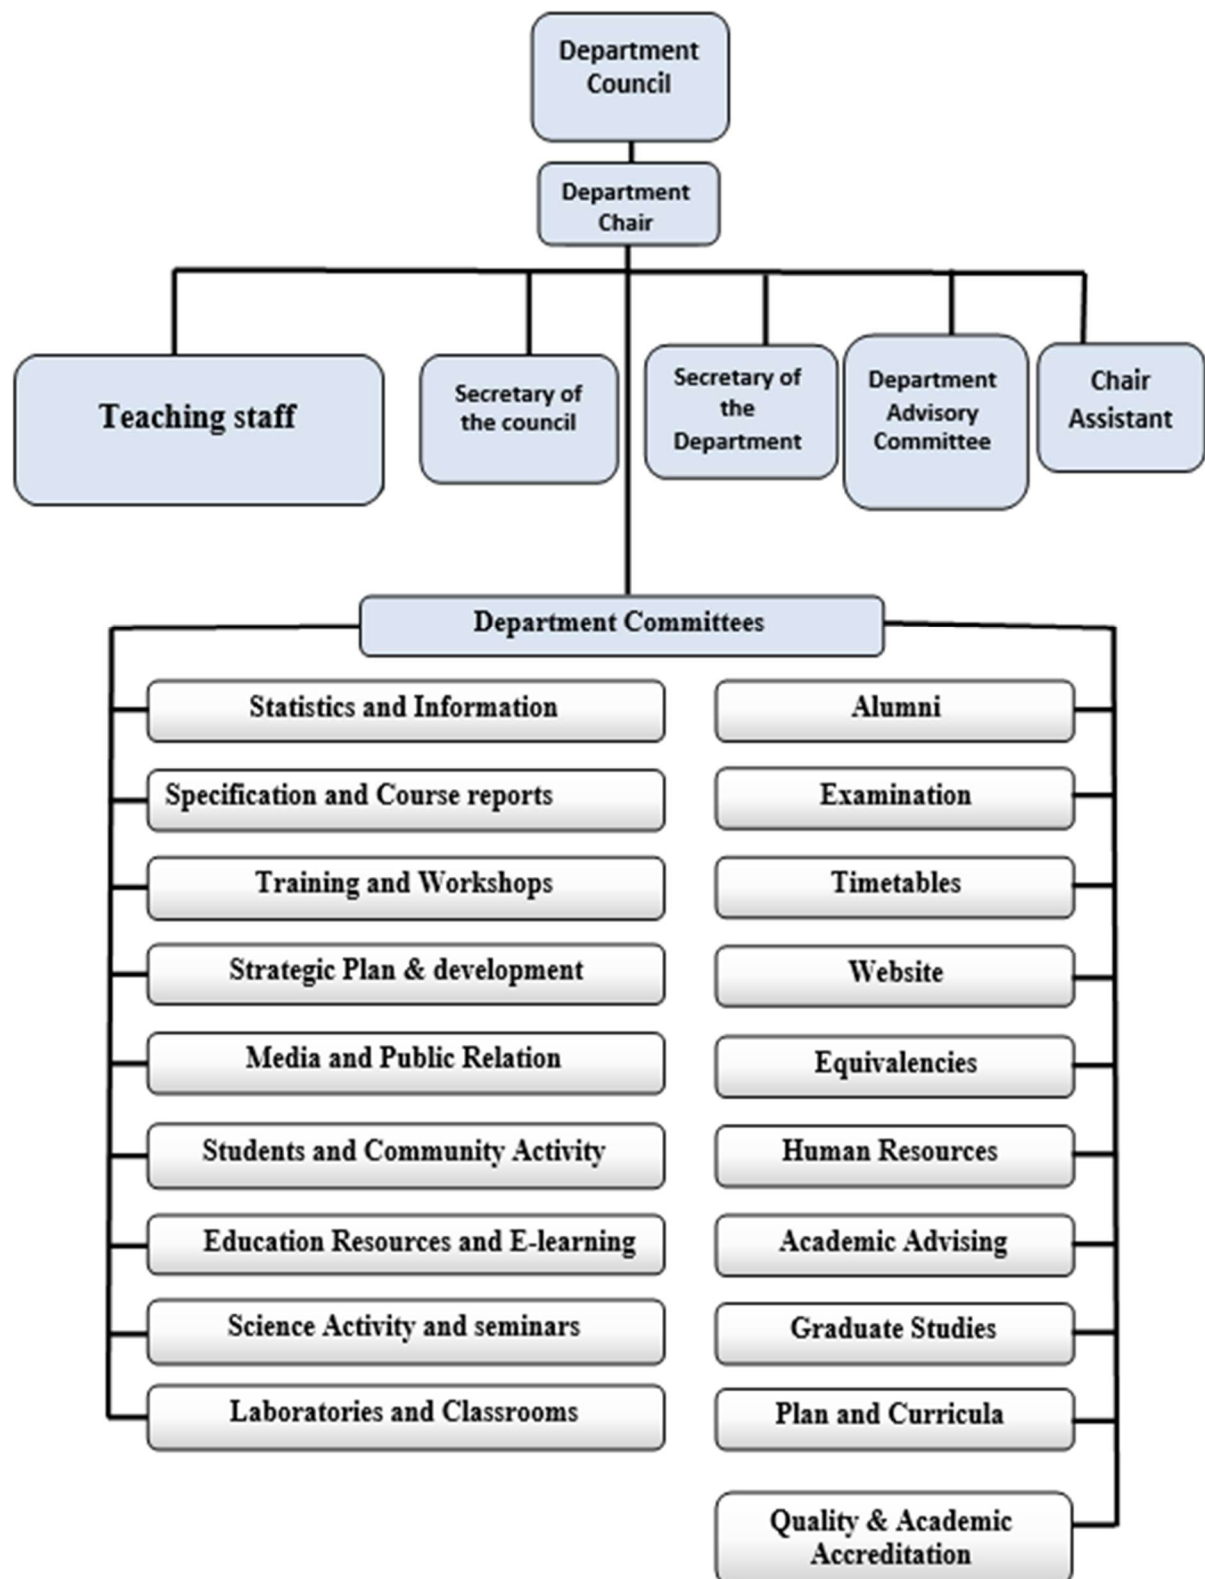 Department
Council
Department
Chair
Teaching staff
Secretary of
the council
Secretary of
the
Department
Department
Advisory
Committee
Chair
Assistant
Department Committees
Statistics and Information
Alumni
Specification and Course reports
Examination
Training and Workshops
Timetables
Strategic Plan & development
Website
Media and Public Relation
Equivalencies
Students and Community Activity
Human Resources
Education Resources and E-learning
Academic Advising
Science Activity and seminars
Graduate Studies
Laboratories and Classrooms
Plan and Curricula
Quality & Academic
Accreditation